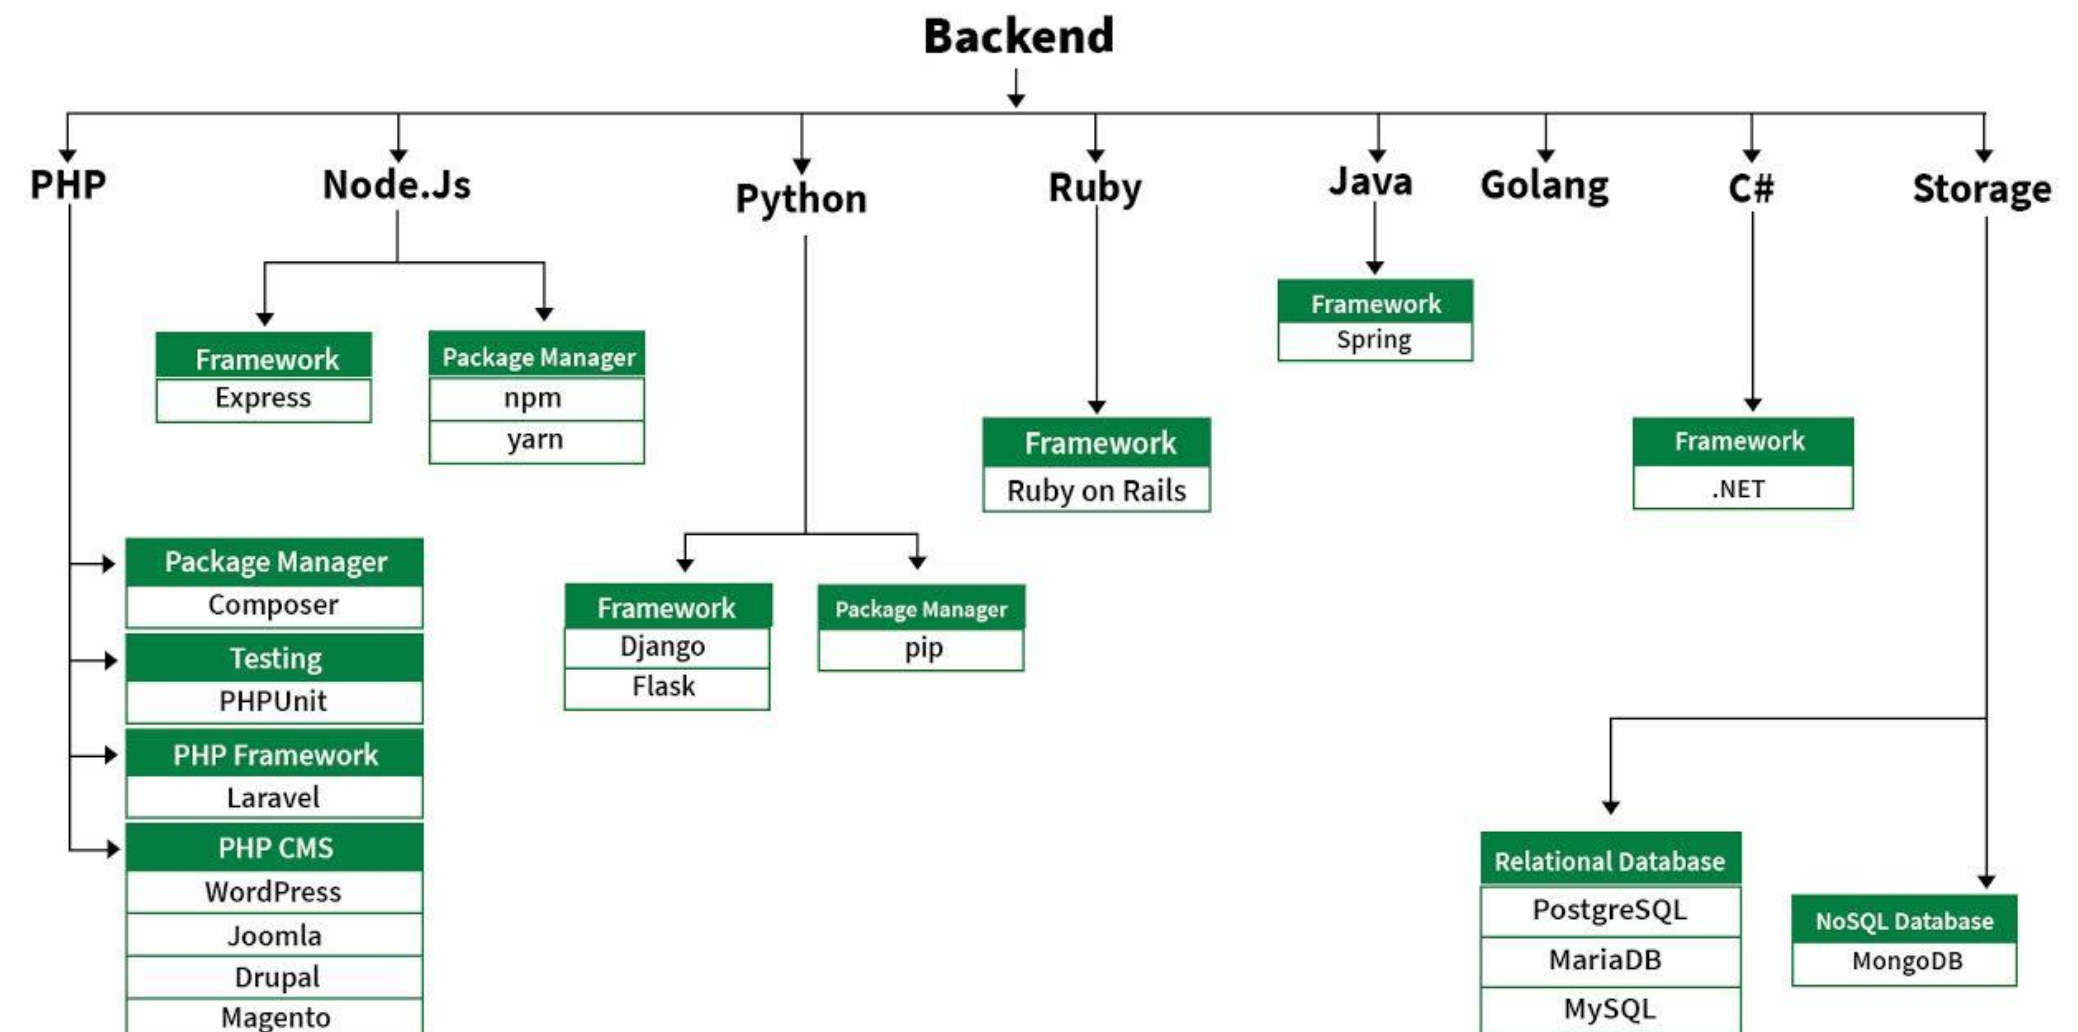 Backend
PHP
Node.Js
Python
Ruby
Java
Golang
C#
Storage
Framework
Express
Package Manager
npm
yarn
Framework
Spring
Framework
Ruby on Rails
Framework
.NET
Package Manager
Composer
Testing
PHPUnit
PHP Framework
Laravel
PHP CMS
WordPress
Joomla
Drupal
Magento
Framework
Django
Flask
Package Manager
pip
Relational Database
PostgreSQL
MariaDB
MySQL
NoSQL Database
MongoDB